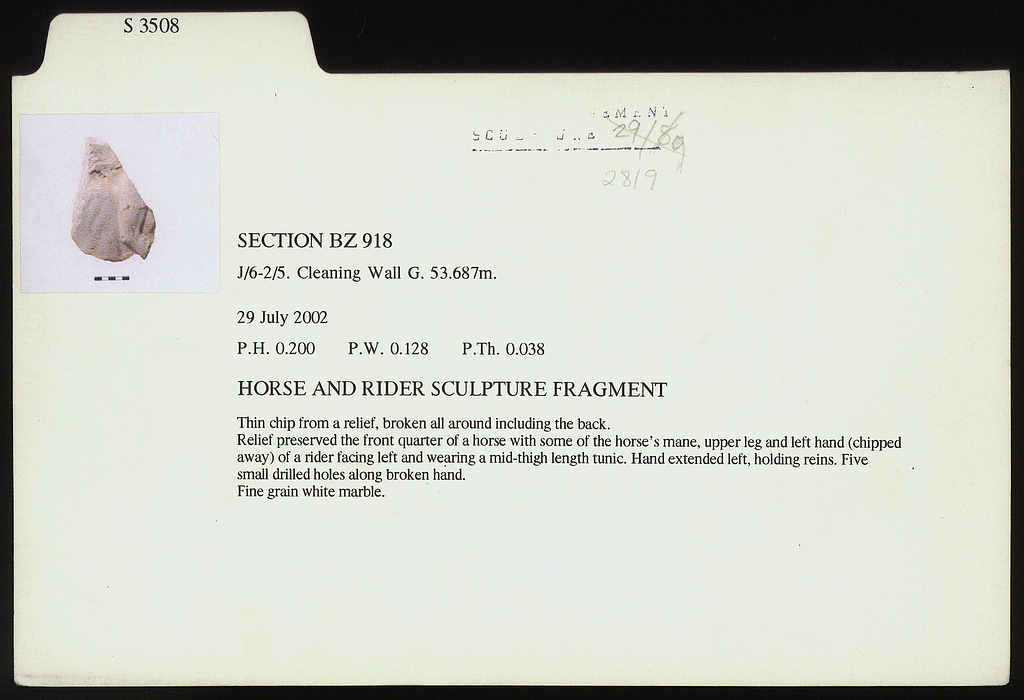 S 3508
29/80
2819
SECTION BZ 918
J/6-2/5. Cleaning Wall G. 53.687m.
29 July 2002
P.H. 0.200 P.W. 0.128 P.Th. 0.038
HORSE AND RIDER SCULPTURE FRAGMENT
Thin chip from a relief, broken all around including the back.
Relief preserved the front quarter of a horse with some of the horse's mane, upper leg and left hand (chipped
away) of a rider facing left and wearing a mid-thigh length tunic. Hand extended left, holding reins. Five
small drilled holes along broken hand.
Fine grain white marble.